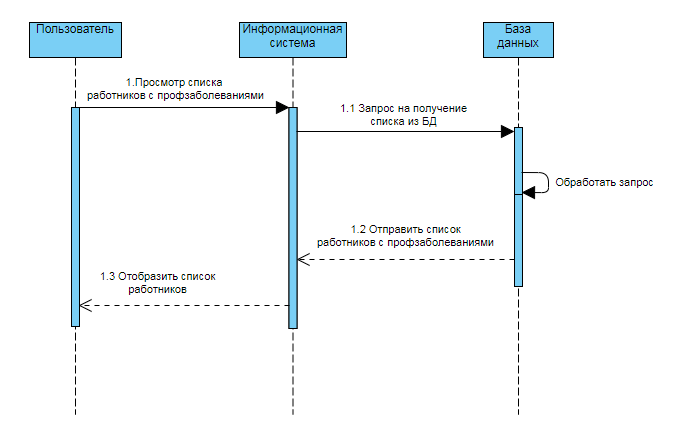 Пользователь
Информационная
система
База
данных
1.Просмотр списка
работников с профзаболеваниями
1.1 Запрос на получение
списка из БД
Обработать запрос
1.2 Отправить список
работников с профзаболеваниями
1.3 Отобразить список
работников